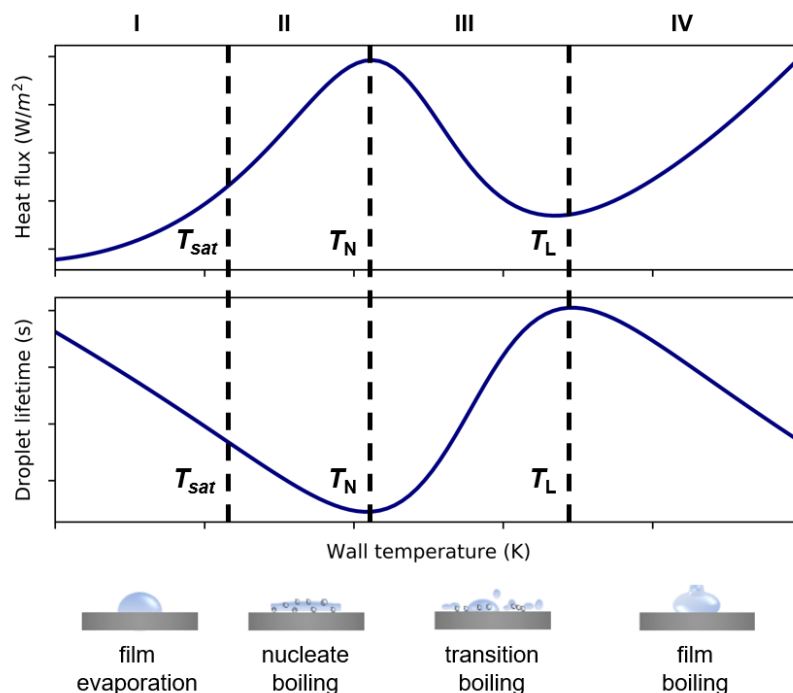 I II III IV
Heat flux (W/m²)
T_sat T_N T_L
Droplet lifetime (s)
T_sat T_N T_L
Wall temperature (K)
film evaporation
nucleate boiling
transition boiling
film boiling